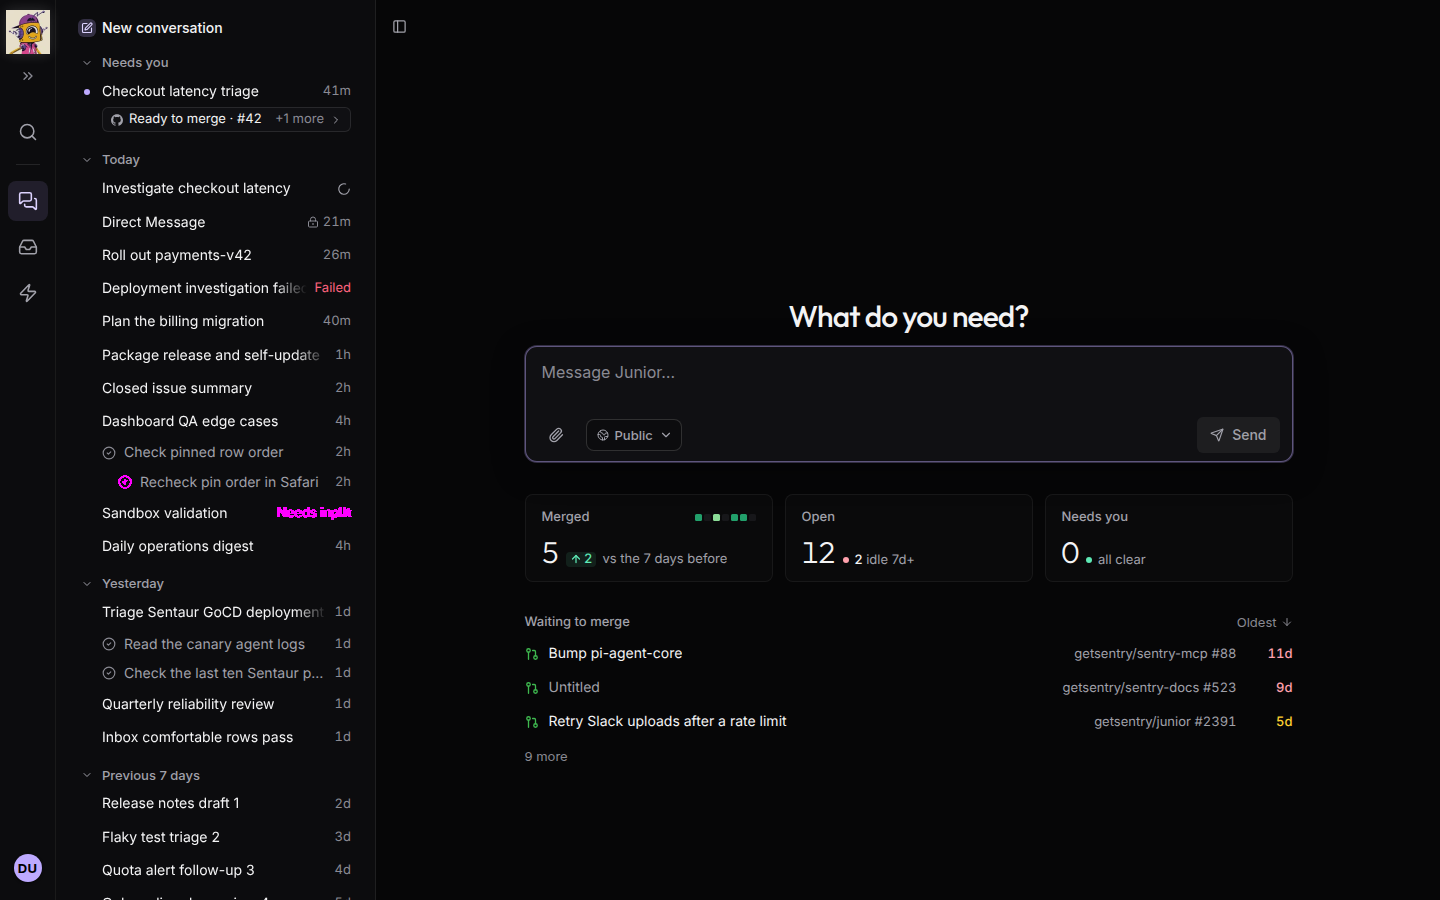 New conversation
Needs you
Checkout latency triage 41m
Ready to merge · #42 +1 more
Today
Investigate checkout latency
Direct Message 21m
Roll out payments-v42 26m
Deployment investigation failed Failed
Plan the billing migration 40m
Package release and self-update 1h
Closed issue summary 2h
Dashboard QA edge cases 4h
Check pinned row order 2h
Recheck pin order in Safari 2h
Sandbox validation Needs input
Daily operations digest 4h
Yesterday
Triage Sentaur GoCD deployment 1d
Read the canary agent logs 1d
Check the last ten Sentaur p... 1d
Quarterly reliability review 1d
Inbox comfortable rows pass 1d
Previous 7 days
Release notes draft 1 2d
Flaky test triage 2 3d
Quota alert follow-up 3 4d
DU
What do you need?
Message Junior...
Public
Send
Merged
5 ↑ 2 vs the 7 days before
Open
12 2 idle 7d+
Needs you
0 all clear
Waiting to merge Oldest ↓
Bump pi-agent-core getsentry/sentry-mcp #88 11d
Untitled getsentry/sentry-docs #523 9d
Retry Slack uploads after a rate limit getsentry/junior #2391 5d
9 more